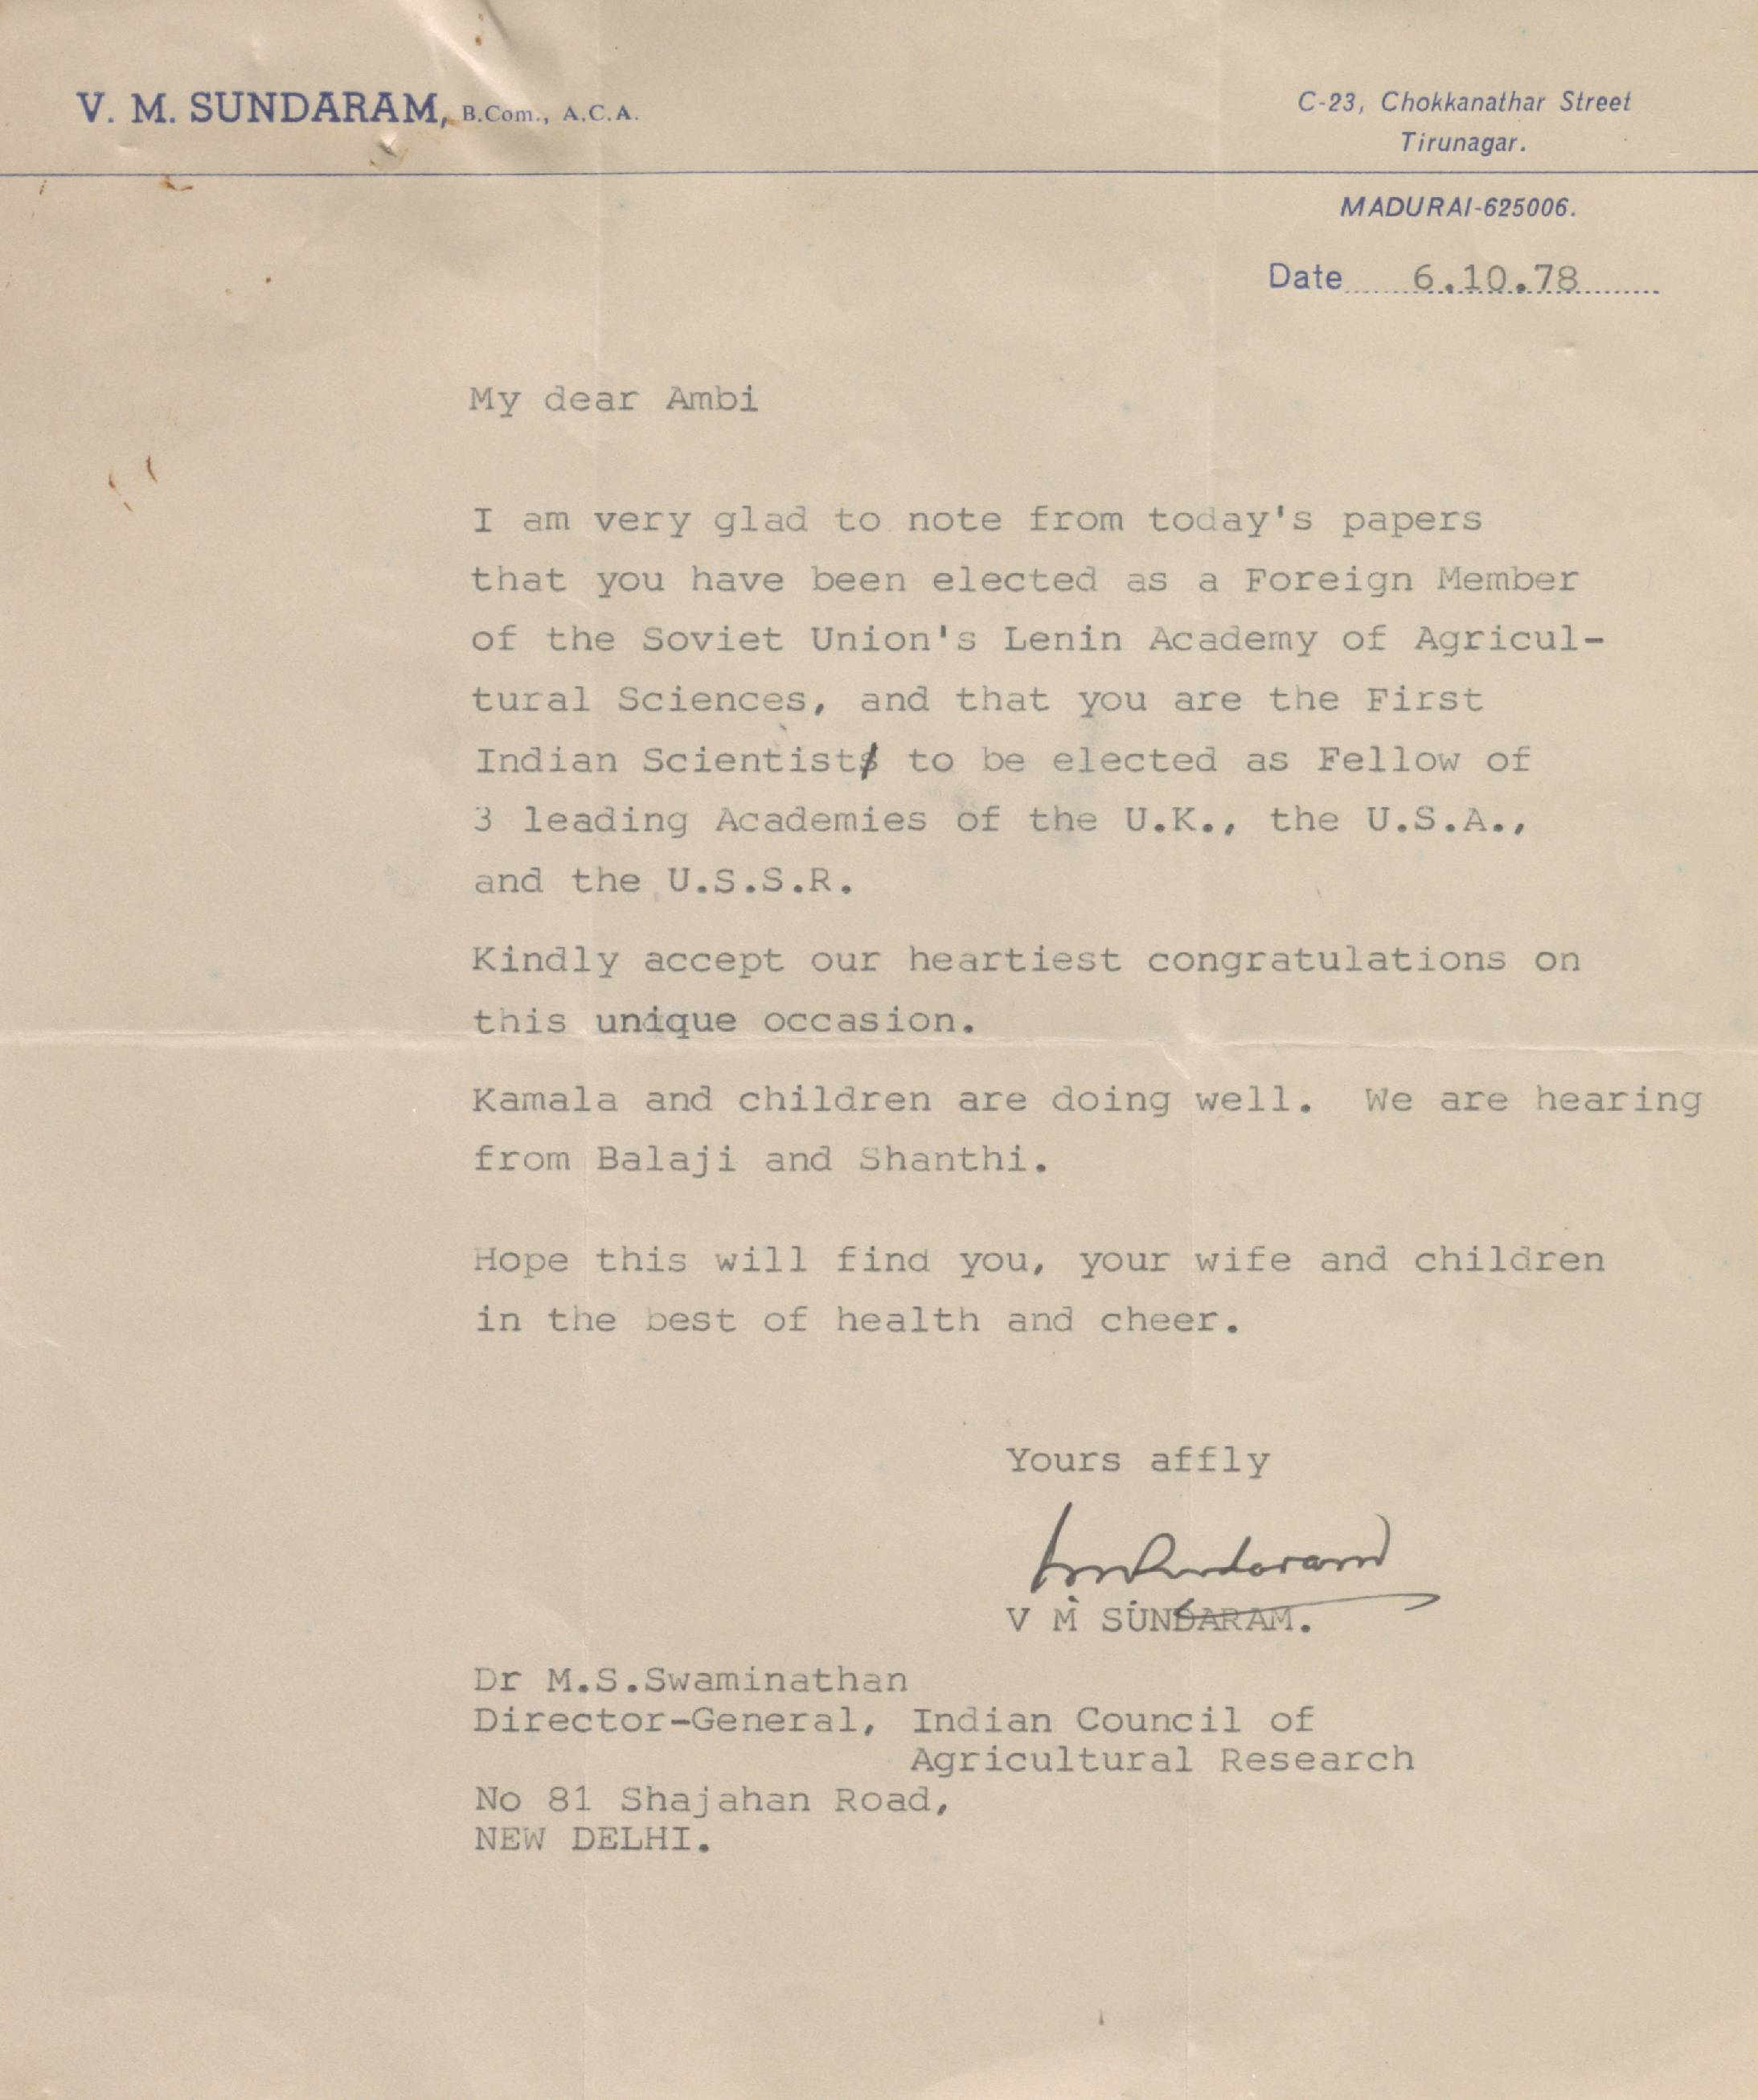 V. M. SUNDARAM, B.Com., A.C.A.
C-23, Chokkanathar Street
Tirunagar.
MADURAI-625006.
Date 6.10.78
My dear Ambi
I am very glad to note from today's papers
that you have been elected as a Foreign Member
of the Soviet Union's Lenin Academy of Agricul-
tural Sciences, and that you are the First
Indian Scientist to be elected as Fellow of
3 leading Academies of the U.K., the U.S.A.,
and the U.S.S.R.
Kindly accept our heartiest congratulations on
this unique occasion.
Kamala and children are doing well. We are hearing
from Balaji and Shanthi.
Hope this will find you, your wife and children
in the best of health and cheer.
Yours affly
V M SUNDARAM.
Dr M.S.Swaminathan
Director-General, Indian Council of
Agricultural Research
No 81 Shajahan Road,
NEW DELHI.